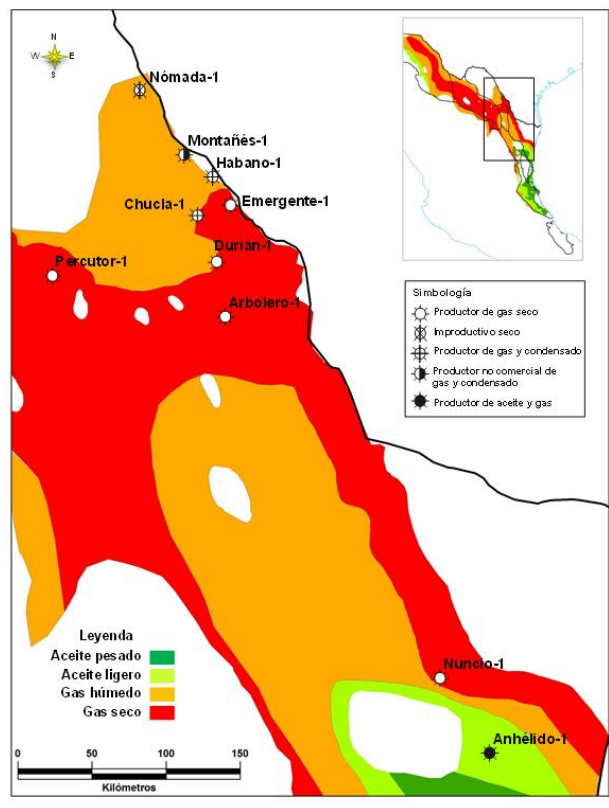 N
W E
S
Nómada-1
Montañés-1
Habano-1
Chucla-1
Emergente-1
Percutor-1
Durián-1
Arbolero-1
Simbología
Productor de gas seco
Improductivo seco
Productor de gas y condensado
Productor no comercial de
gas y condensado
Productor de aceite y gas
Leyenda
Aceite pesado
Aceite ligero
Gas húmedo
Gas seco
Nuncio-1
Anhélido-1
0 50 100 150
Kilómetros